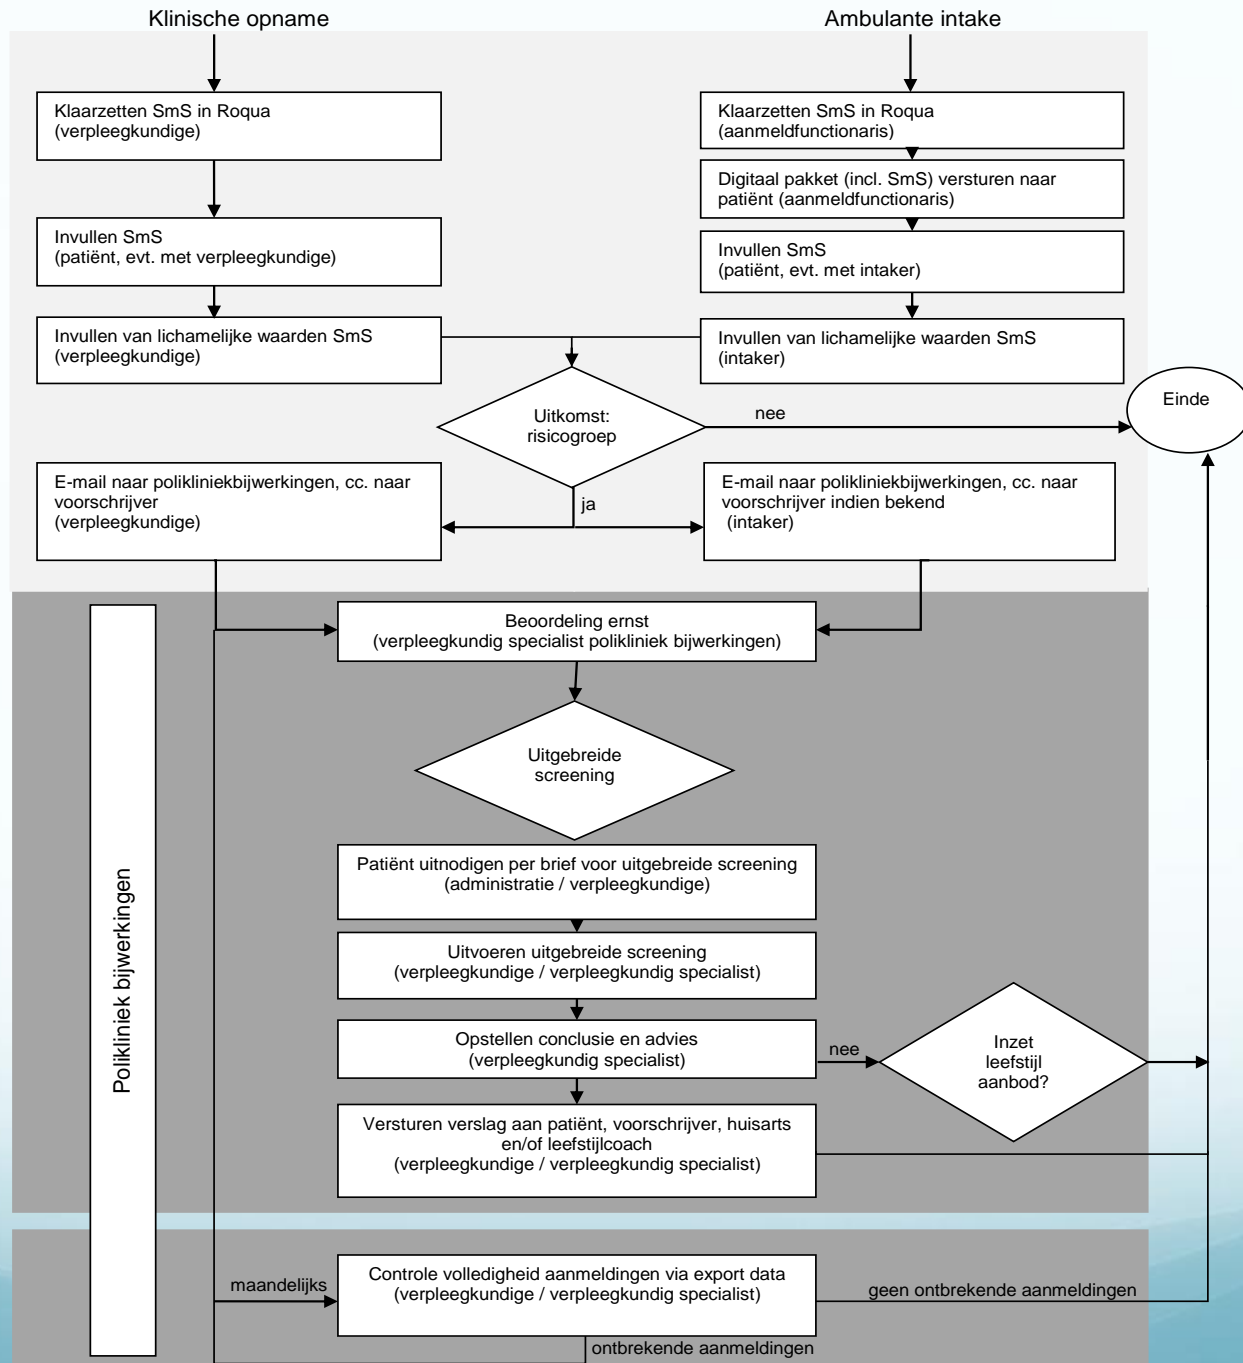 Klinische opname
Ambulante intake
Klaarzetten SmS in Roqua
(verpleegkundige)
Klaarzetten SmS in Roqua
(aanmeldfunctionaris)
Digitaal pakket (incl. SmS) versturen naar
patiënt (aanmeldfunctionaris)
Invullen SmS
(patiënt, evt. met verpleegkundige)
Invullen SmS
(patiënt, evt. met intaker)
Invullen van lichamelijke waarden SmS
(verpleegkundige)
Invullen van lichamelijke waarden SmS
(intaker)
Uitkomst:
risicogroep
nee
Einde
ja
E-mail naar polikliniekbijwerkingen, cc. naar
voorschrijver
(verpleegkundige)
E-mail naar polikliniekbijwerkingen, cc. naar
voorschrijver indien bekend
(intaker)
Polikliniek bijwerkingen
Beoordeling ernst
(verpleegkundig specialist polikliniek bijwerkingen)
Uitgebreide
screening
Patiënt uitnodigen per brief voor uitgebreide screening
(administratie / verpleegkundige)
Uitvoeren uitgebreide screening
(verpleegkundige / verpleegkundig specialist)
Opstellen conclusie en advies
(verpleegkundig specialist)
nee
Inzet
leefstijl
aanbod?
Versturen verslag aan patiënt, voorschrijver, huisarts
en/of leefstijlcoach
(verpleegkundige / verpleegkundig specialist)
maandelijks
Controle volledigheid aanmeldingen via export data
(verpleegkundige / verpleegkundig specialist)
geen ontbrekende aanmeldingen
ontbrekende aanmeldingen